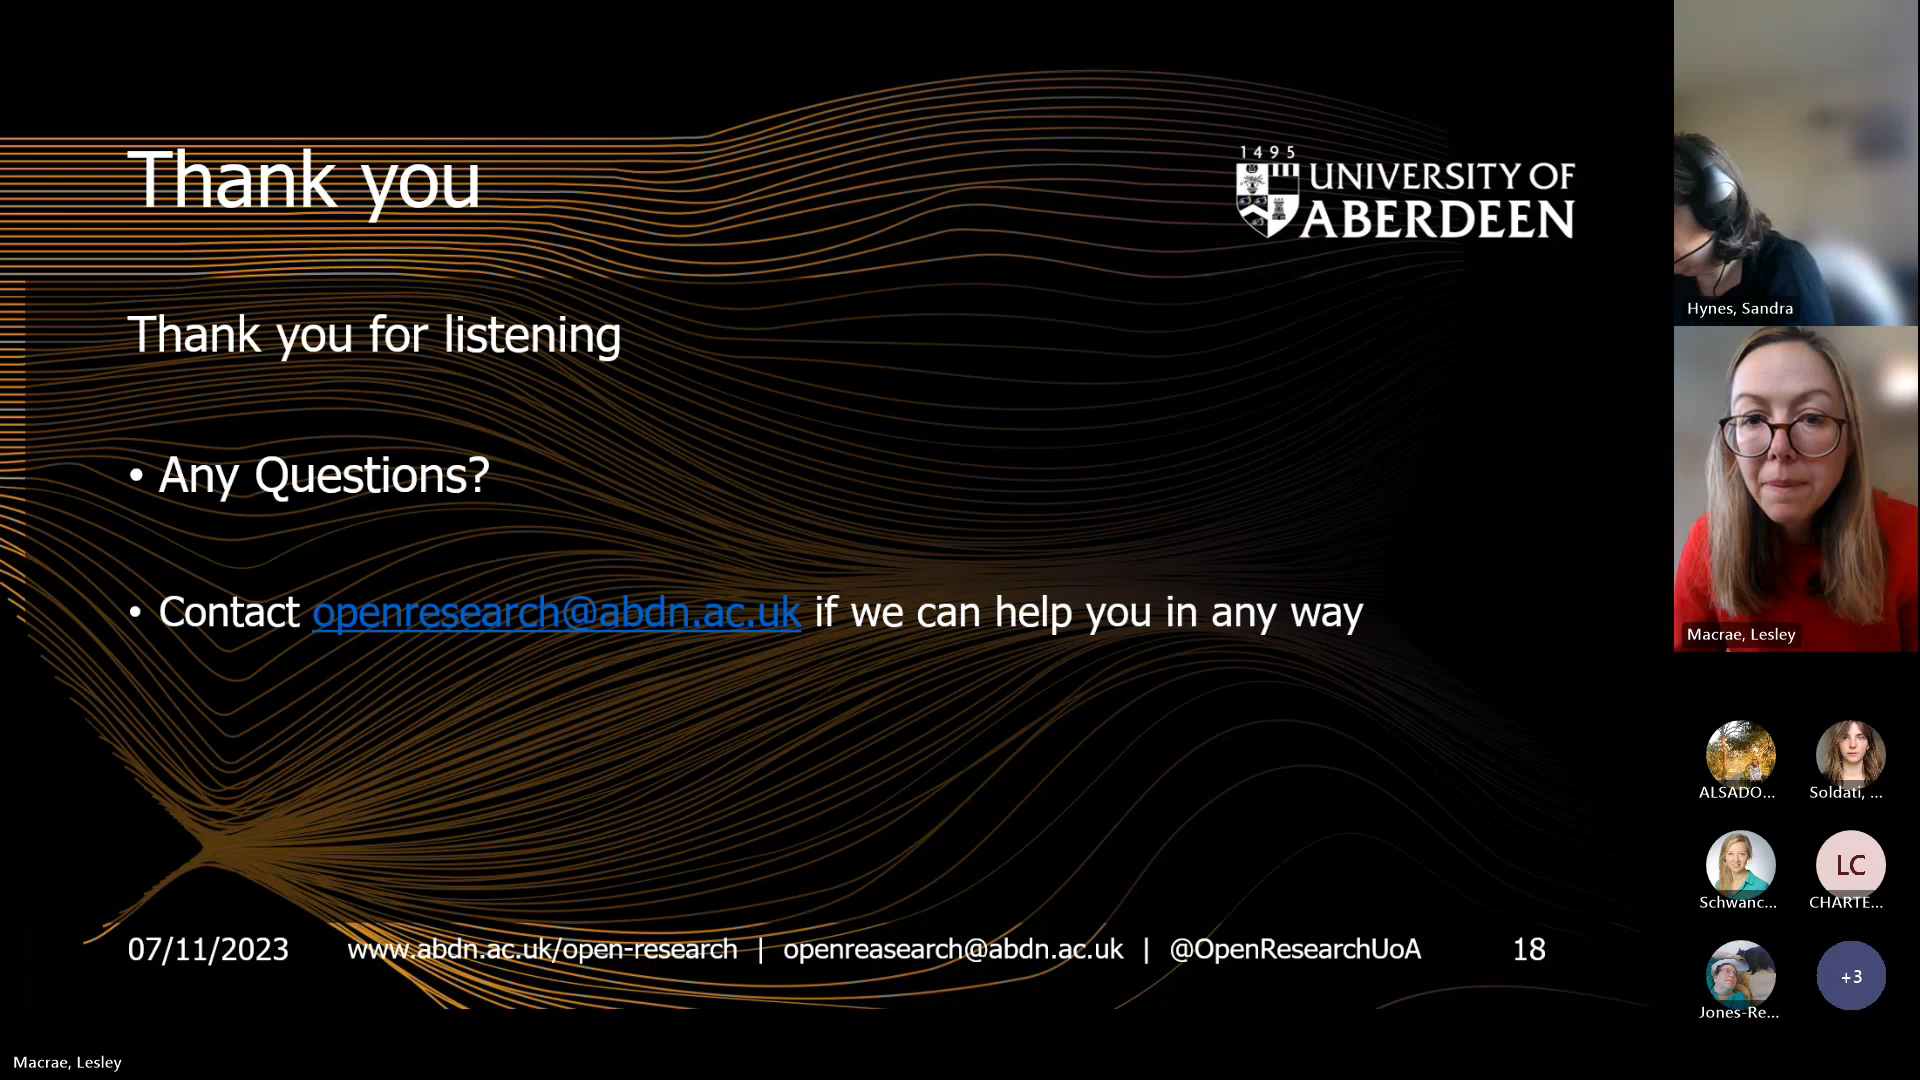 Thank you
1495
UNIVERSITY OF
ABERDEEN
Thank you for listening
• Any Questions?
• Contact openresearch@abdn.ac.uk if we can help you in any way
07/11/2023
www.abdn.ac.uk/open-research | openreasearch@abdn.ac.uk | @OpenResearchUoA
18
Hynes, Sandra
Macrae, Lesley
ALSADO...
Soldati, ...
Schwanc...
LC
CHARTE...
Jones-Re...
+3
Macrae, Lesley